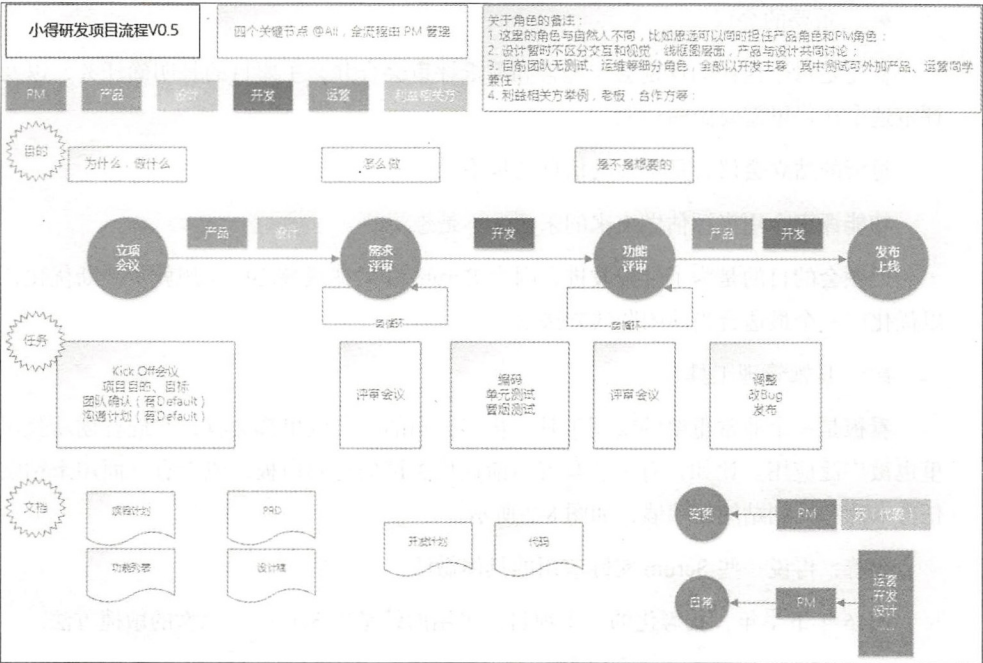 小得研发项目流程V0.5
四个关键节点 @All，全流程由 PM 管理
关于角色的备注：
1. 这里的角色与自然人不同，比如恩远可以同时担任产品角色和PM角色；
2. 设计暂时不区分交互和视觉，线框图层面，产品与设计共同讨论；
3. 目前团队无测试、运维等细分角色，全部以开发主导，其中测试可外加产品、运营同学
兼任；
4. 利益相关方举例，老板，合作方等；
PM
产品
设计
开发
运营
利益相关方
目的
为什么，做什么
怎么做
是不是想要的
立项
会议
产品
设计
需求
评审
开发
功能
评审
产品
开发
发布
上线
任务
Kick Off会议
项目目的、目标
团队确认（有Default）
沟通计划（有Default）
评审会议
编码
单元测试
冒烟测试
评审会议
调整
改Bug
发布
文档
项目计划
PRD
功能列表
设计稿
开发计划
代码
变更
PM
日常
PM
运营
开发
设计